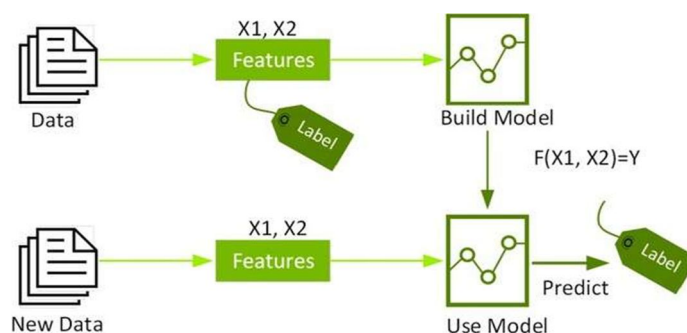 X1, X2
Features
Data
Label
Build Model
F(X1, X2)=Y
X1, X2
Features
Label
Predict
New Data
Use Model